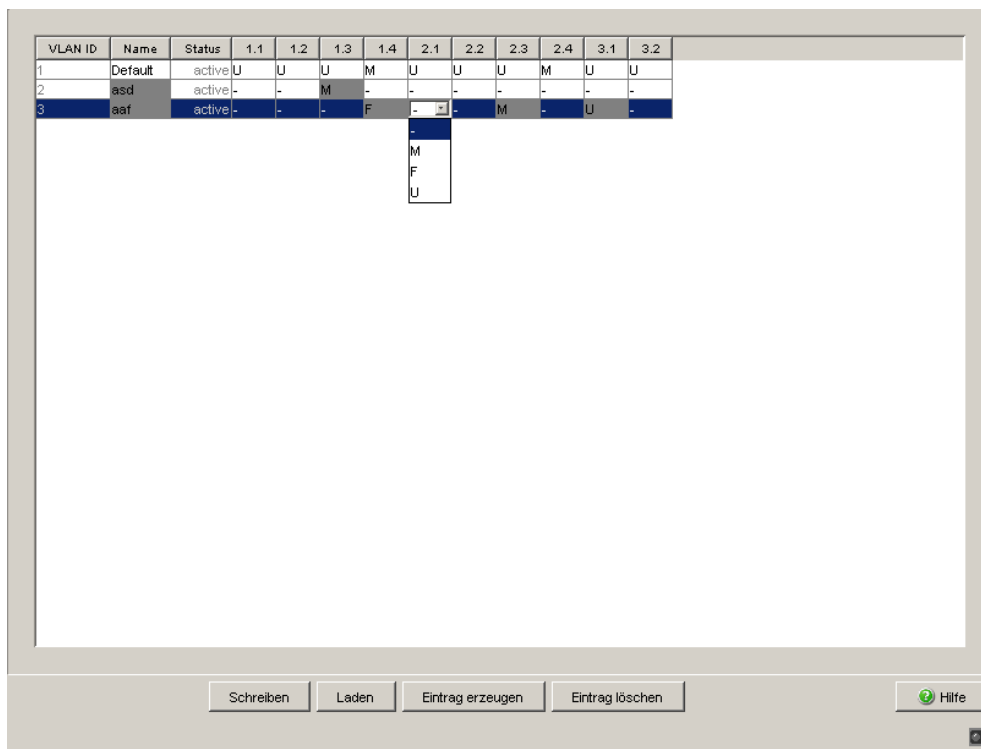 VLAN ID Name Status 1.1 1.2 1.3 1.4 2.1 2.2 2.3 2.4 3.1 3.2
1 Default active U U U M U U U M U U
2 asd active - - M - - - - - - -
3 aaf active - - - F - - M - U -
-
M
F
U
Schreiben Laden Eintrag erzeugen Eintrag löschen Hilfe